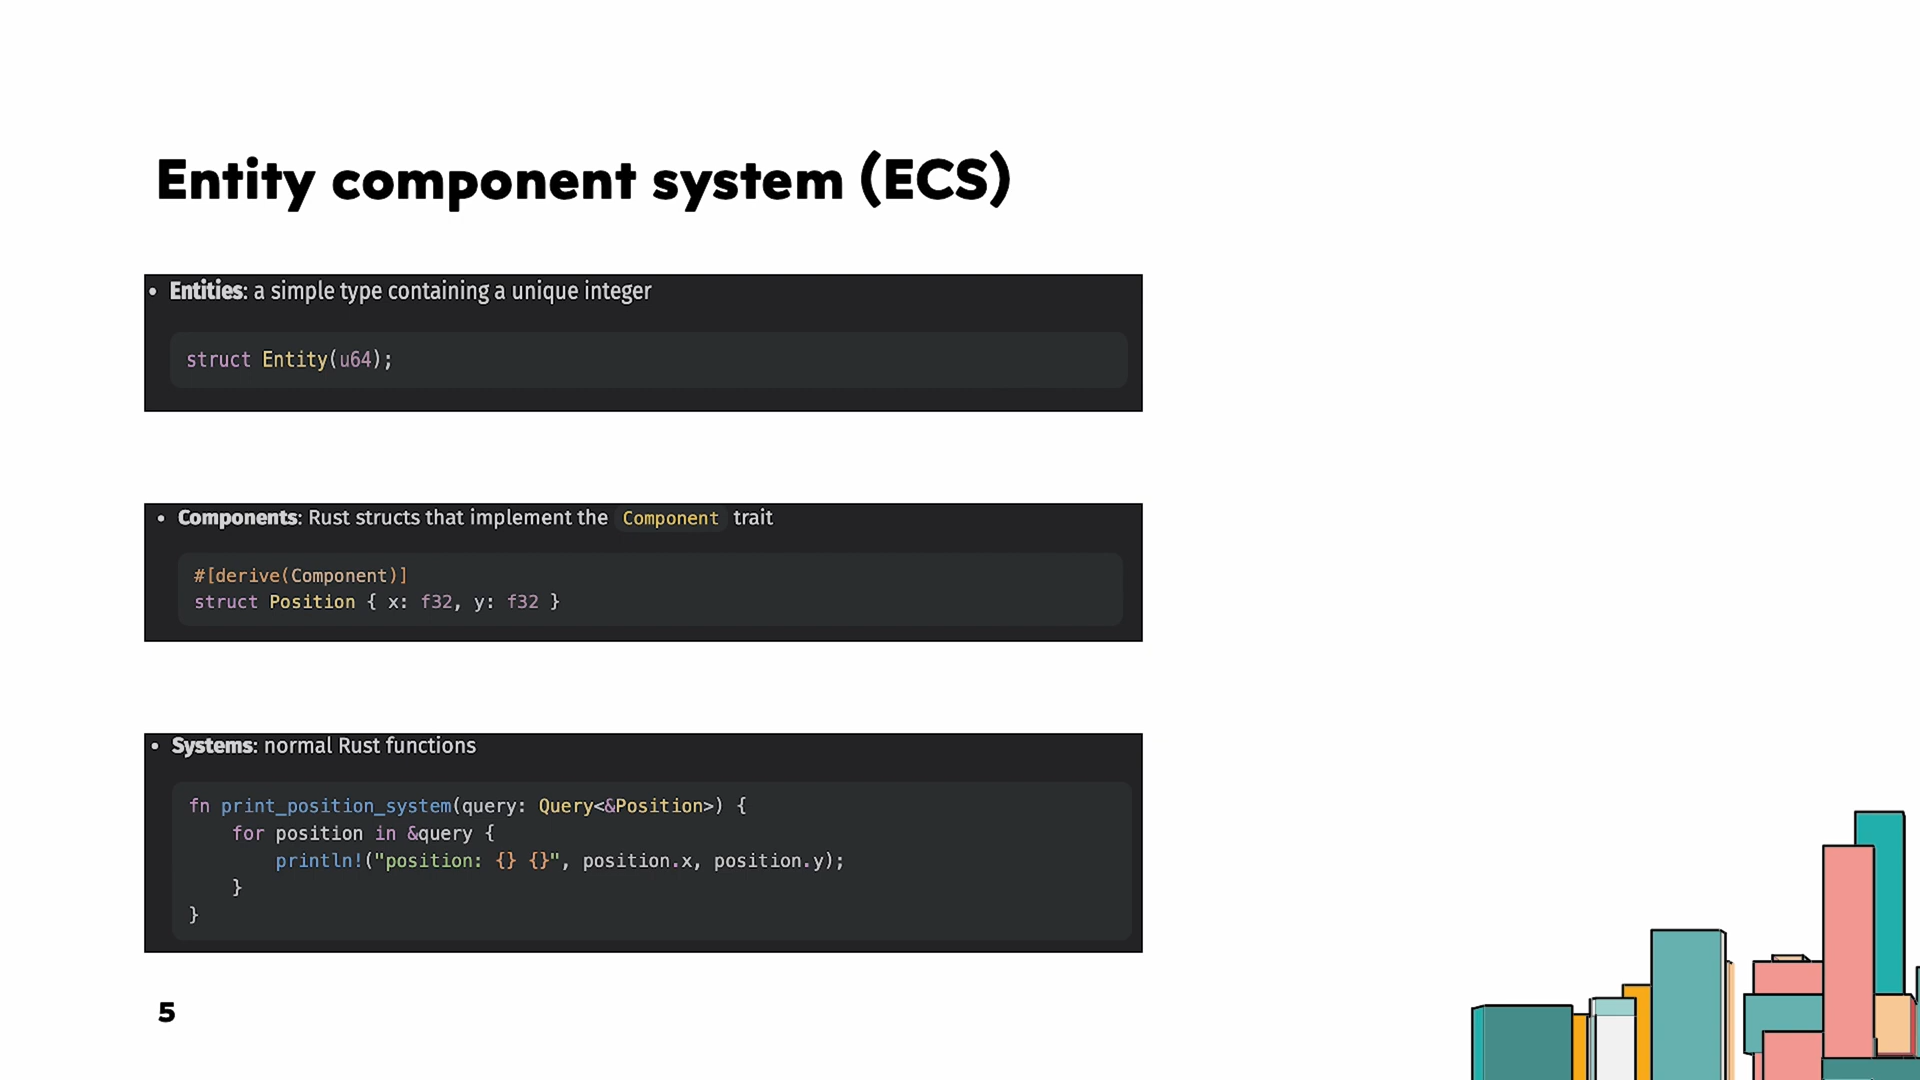 Entity component system (ECS)
• Entities: a simple type containing a unique integer
struct Entity(u64);
• Components: Rust structs that implement the Component trait
#[derive(Component)]
struct Position { x: f32, y: f32 }
• Systems: normal Rust functions
fn print_position_system(query: Query<&Position>) {
    for position in &query {
        println!("position: {} {}", position.x, position.y);
    }
}
5